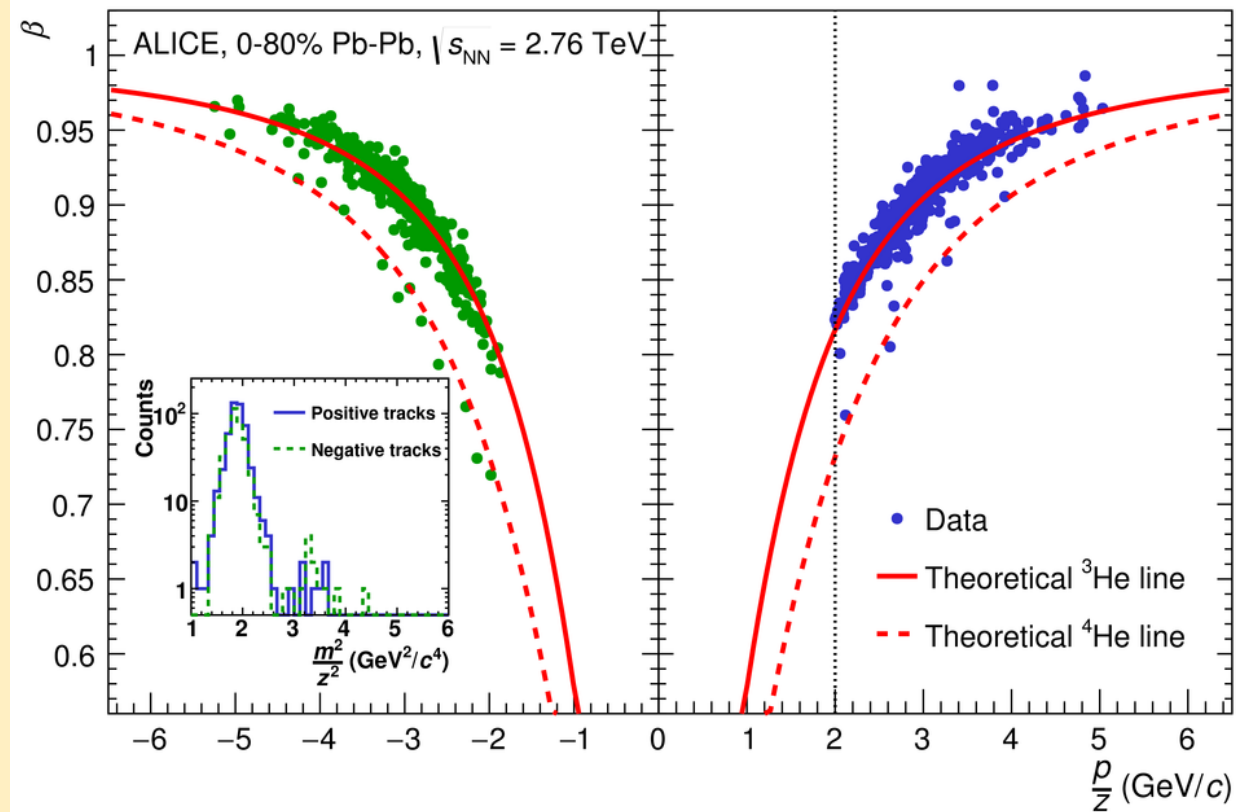 β
ALICE, 0-80% Pb-Pb, √sNN = 2.76 TeV
1
0.95
0.9
0.85
0.8
0.75
0.7
0.65
0.6
Counts
10²
10
1
Positive tracks
Negative tracks
1 2 3 4 5 6
m²/z² (GeV²/c⁴)
Data
Theoretical ³He line
Theoretical ⁴He line
−6 −5 −4 −3 −2 −1 0 1 2 3 4 5 6
p/z (GeV/c)